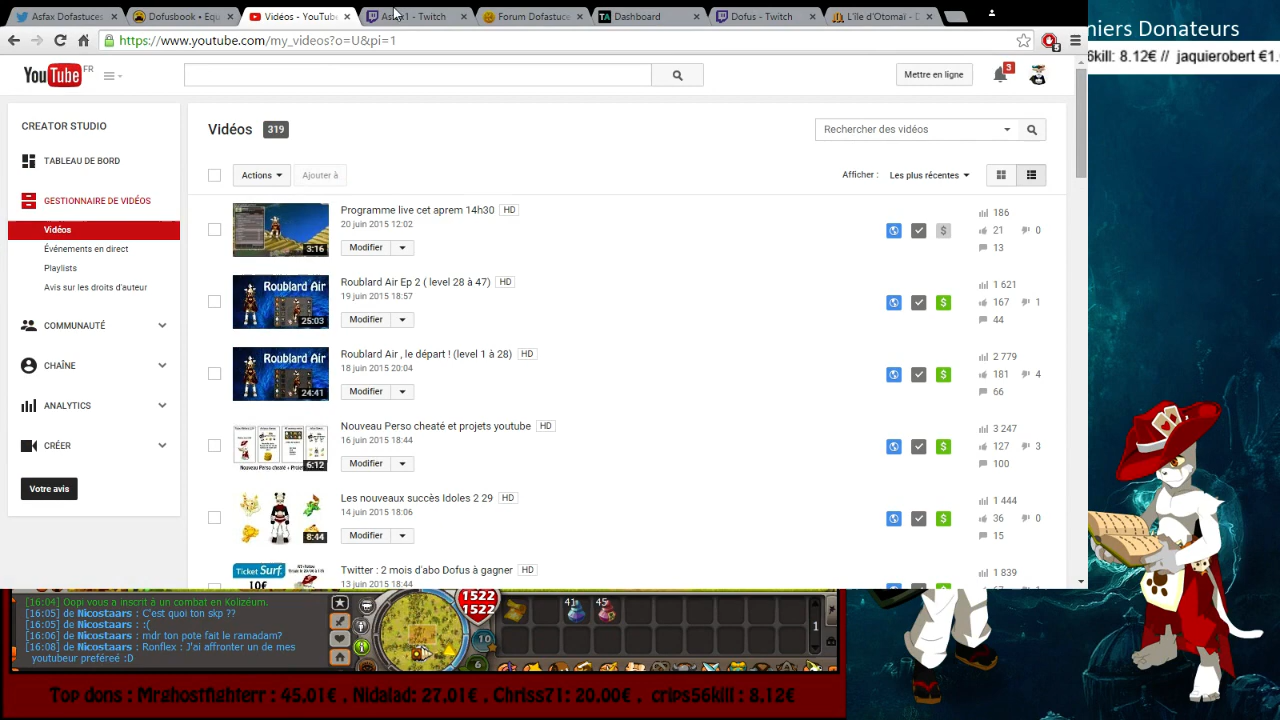 Asfax Dofastuces
Dofusbook • Equ
Vidéos - YouTube
Asfax1 - Twitch
Forum Dofastuce
Dashboard
Dofus - Twitch
L'île d'Otomaï - D
https://www.youtube.com/my_videos?o=U&pi=1
niers Donateurs
6kill: 8.12€ // jaquierobert €1.
YouTube FR
Mettre en ligne
3
CREATOR STUDIO
TABLEAU DE BORD
GESTIONNAIRE DE VIDÉOS
Vidéos
Événements en direct
Playlists
Avis sur les droits d'auteur
COMMUNAUTÉ
CHAÎNE
ANALYTICS
CRÉER
Votre avis
Vidéos 319
Rechercher des vidéos
Actions
Ajouter à
Afficher : Les plus récentes
3:16
Programme live cet aprem 14h30 HD
20 juin 2015 12:02
Modifier
186
21 0
13
Roublard Air
25:03
Roublard Air Ep 2 ( level 28 à 47) HD
19 juin 2015 18:57
Modifier
1 621
167 1
44
Roublard Air
24:41
Roublard Air , le départ ! (level 1 à 28) HD
18 juin 2015 20:04
Modifier
2 779
181 4
66
6:12
Nouveau Perso cheaté et projets youtube HD
16 juin 2015 18:44
Modifier
3 247
127 3
100
8:44
Les nouveaux succès Idoles 2 29 HD
14 juin 2015 18:06
Modifier
1 444
36 0
15
Ticket Surf
10€
Twitter : 2 mois d'abo Dofus à gagner HD
13 juin 2015 18:44
1 839
[16:04] Oopi vous a inscrit à un combat en Kolizéum.
[16:05] de Nicostaars : C'est quoi ton skp ??
[16:05] de Nicostaars : :(
[16:06] de Nicostaars : mdr ton pote fait le ramadam?
[16:08] de Nicostaars : Ronflex : J'ai affronter un de mes
youtubeur preféreé :D
1522
1522
10
6
41
45
1
Top dons : Mrghostfighterr : 45,01€ , Nidalad: 27,01€ , Chriss71: 20.00€ , crips56kill : 8.12€